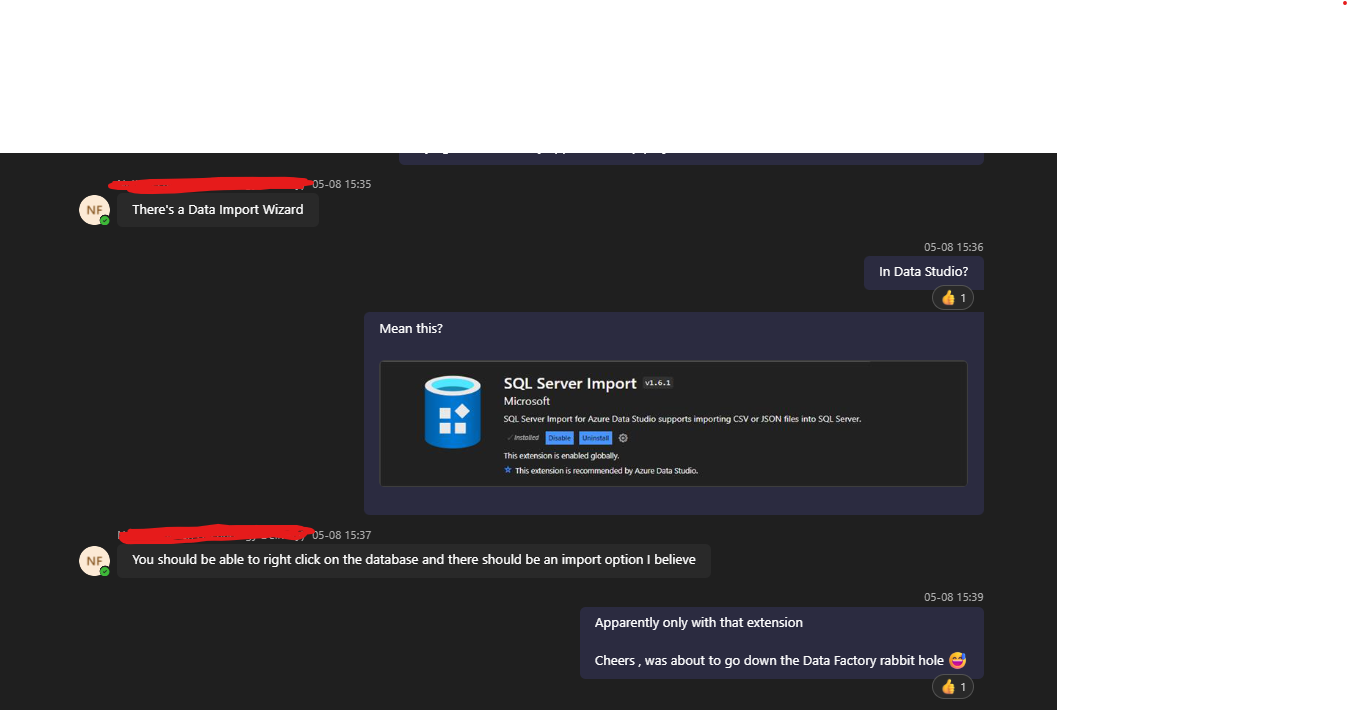 05-08 15:35
NF
There's a Data Import Wizard
05-08 15:36
In Data Studio?
👍 1
Mean this?
SQL Server Import v1.6.1
Microsoft
SQL Server Import for Azure Data Studio supports importing CSV or JSON files into SQL Server.
✓ Installed Disable Uninstall
This extension is enabled globally.
This extension is recommended by Azure Data Studio.
05-08 15:37
NF
You should be able to right click on the database and there should be an import option I believe
05-08 15:39
Apparently only with that extension
Cheers , was about to go down the Data Factory rabbit hole 😅
👍 1